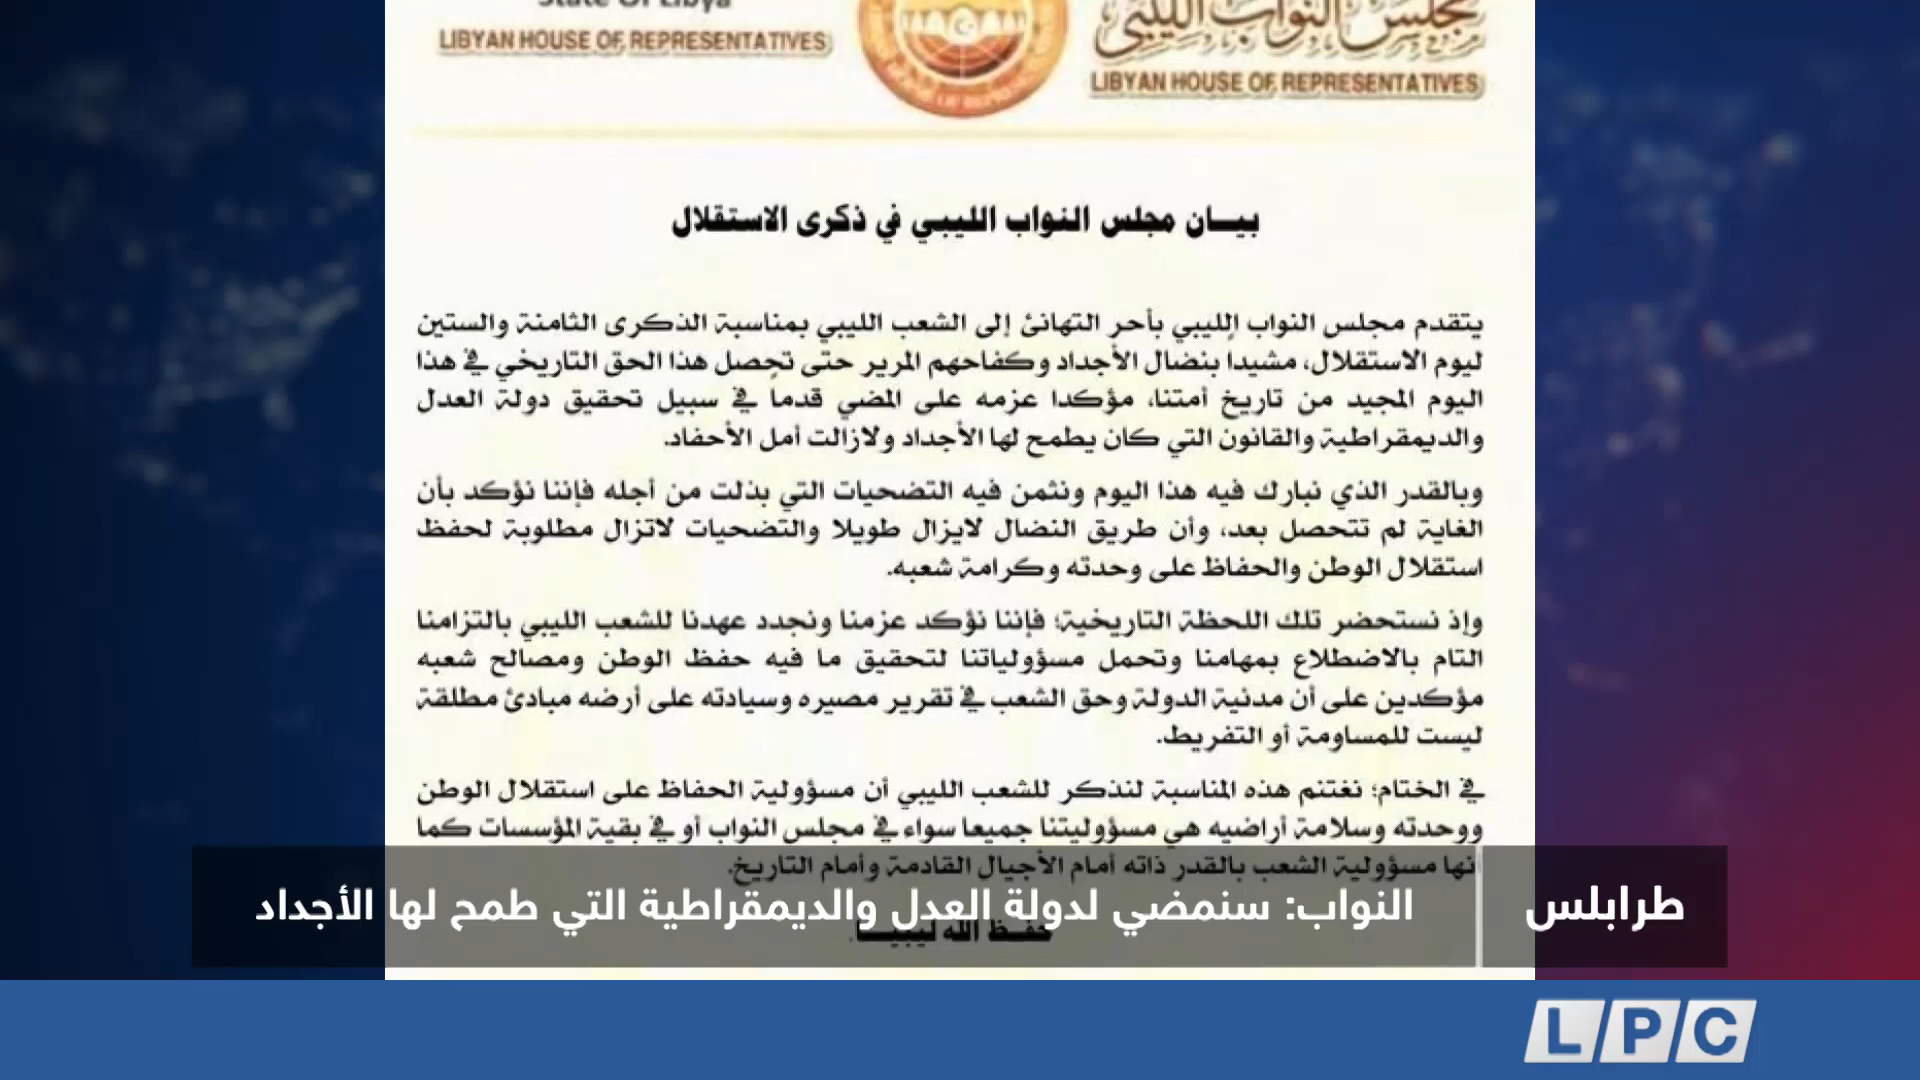 State Of Libya
LIBYAN HOUSE OF REPRESENTATIVES
مجلس النواب الليبي
LIBYAN HOUSE OF REPRESENTATIVES
بيـــان مجلس النواب الليبـي في ذكرى الاستقلال
يتقدم مجلس النواب الليبي بأحر التهانئ إلى الشعب الليبي بمناسبة الذكرى الثامنة والستين
ليوم الاستقلال، مشيداً بنضال الأجداد وكفاحهم المرير حتى تحصل هذا الحق التاريخي في هذا
اليوم المجيد من تاريخ أمتنا، مؤكدا عزمه على المضي قدماً في سبيل تحقيق دولة العدل
والديمقراطية والقانون التي كان يطمح لها الأجداد ولازالت أمل الأحفاد.
وبالقدر الذي نبارك فيه هذا اليوم ونثمن فيه التضحيات التي بذلت من أجله فإننا نؤكد بأن
الغاية لم تتحصل بعد، وأن طريق النضال لايزال طويلا والتضحيات لاتزال مطلوبة لحفظ
استقلال الوطن والحفاظ على وحدته وكرامة شعبه.
وإذ نستحضر تلك اللحظة التاريخية؛ فإننا نؤكد عزمنا ونجدد عهدنا للشعب الليبي بالتزامنا
التام بالاضطلاع بمهامنا وتحمل مسؤولياتنا لتحقيق ما فيه حفظ الوطن ومصالح شعبه
مؤكدين على أن مدنية الدولة وحق الشعب في تقرير مصيره وسيادته على أرضه مبادئ مطلقة
ليست للمساومة أو التفريط.
في الختام؛ نغتنم هذه المناسبة لنذكر للشعب الليبي أن مسؤولية الحفاظ على استقلال الوطن
ووحدته وسلامة أراضيه هي مسؤوليتنا جميعا سواء في مجلس النواب أو في بقية المؤسسات كما
أنها مسؤولية الشعب بالقدر ذاته أمام الأجيال القادمة وأمام التاريخ.
حفـــظ الله ليبيـــا.
طرابلس
النواب: سنمضي لدولة العدل والديمقراطية التي طمح لها الأجداد
LPC